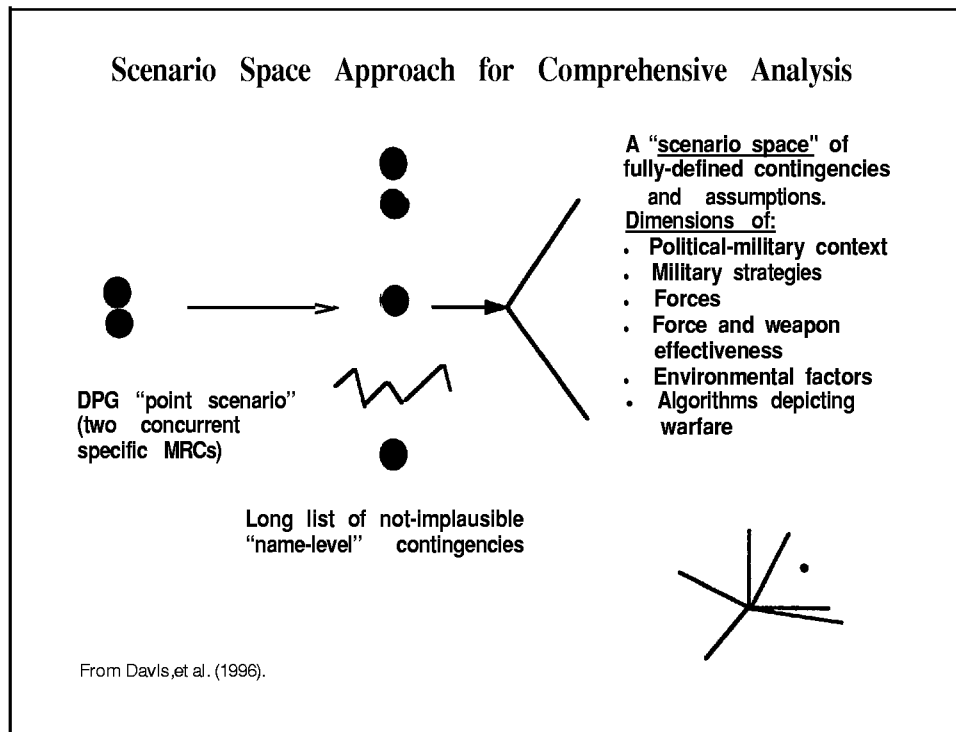 Scenario Space Approach for Comprehensive Analysis
A “scenario space" of
fully-defined contingencies
and assumptions.
Dimensions of:
• Political-military context
• Military strategies
• Forces
• Force and weapon
effectiveness
• Environmental factors
• Algorithms depicting
warfare
DPG “point scenario”
(two concurrent
specific MRCs)
Long list of not-implausible
“name-level” contingencies
From Davis,et al. (1996).